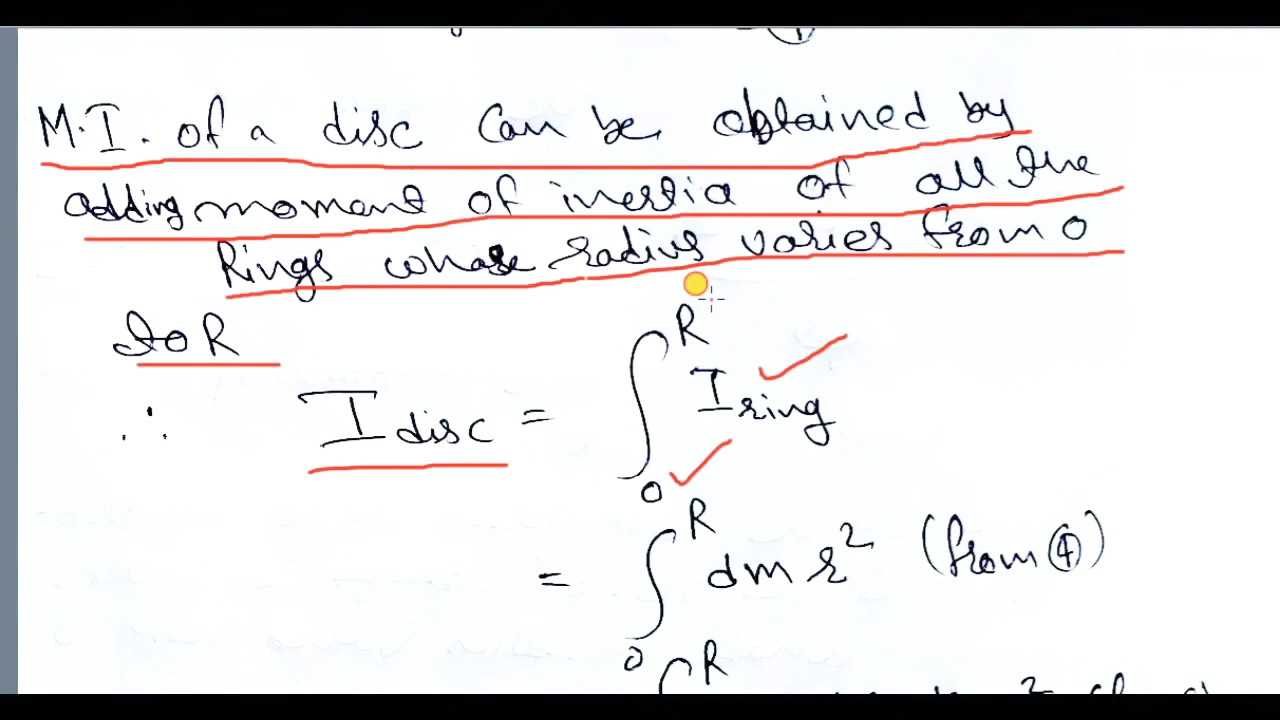 M.I. of a disc can be obtained by
adding moment of inertia of all the
Rings whose radius varies from 0
to R
∴ I disc = ∫₀ᴿ I ring
= ∫₀ᴿ dm r² (from ④)
R